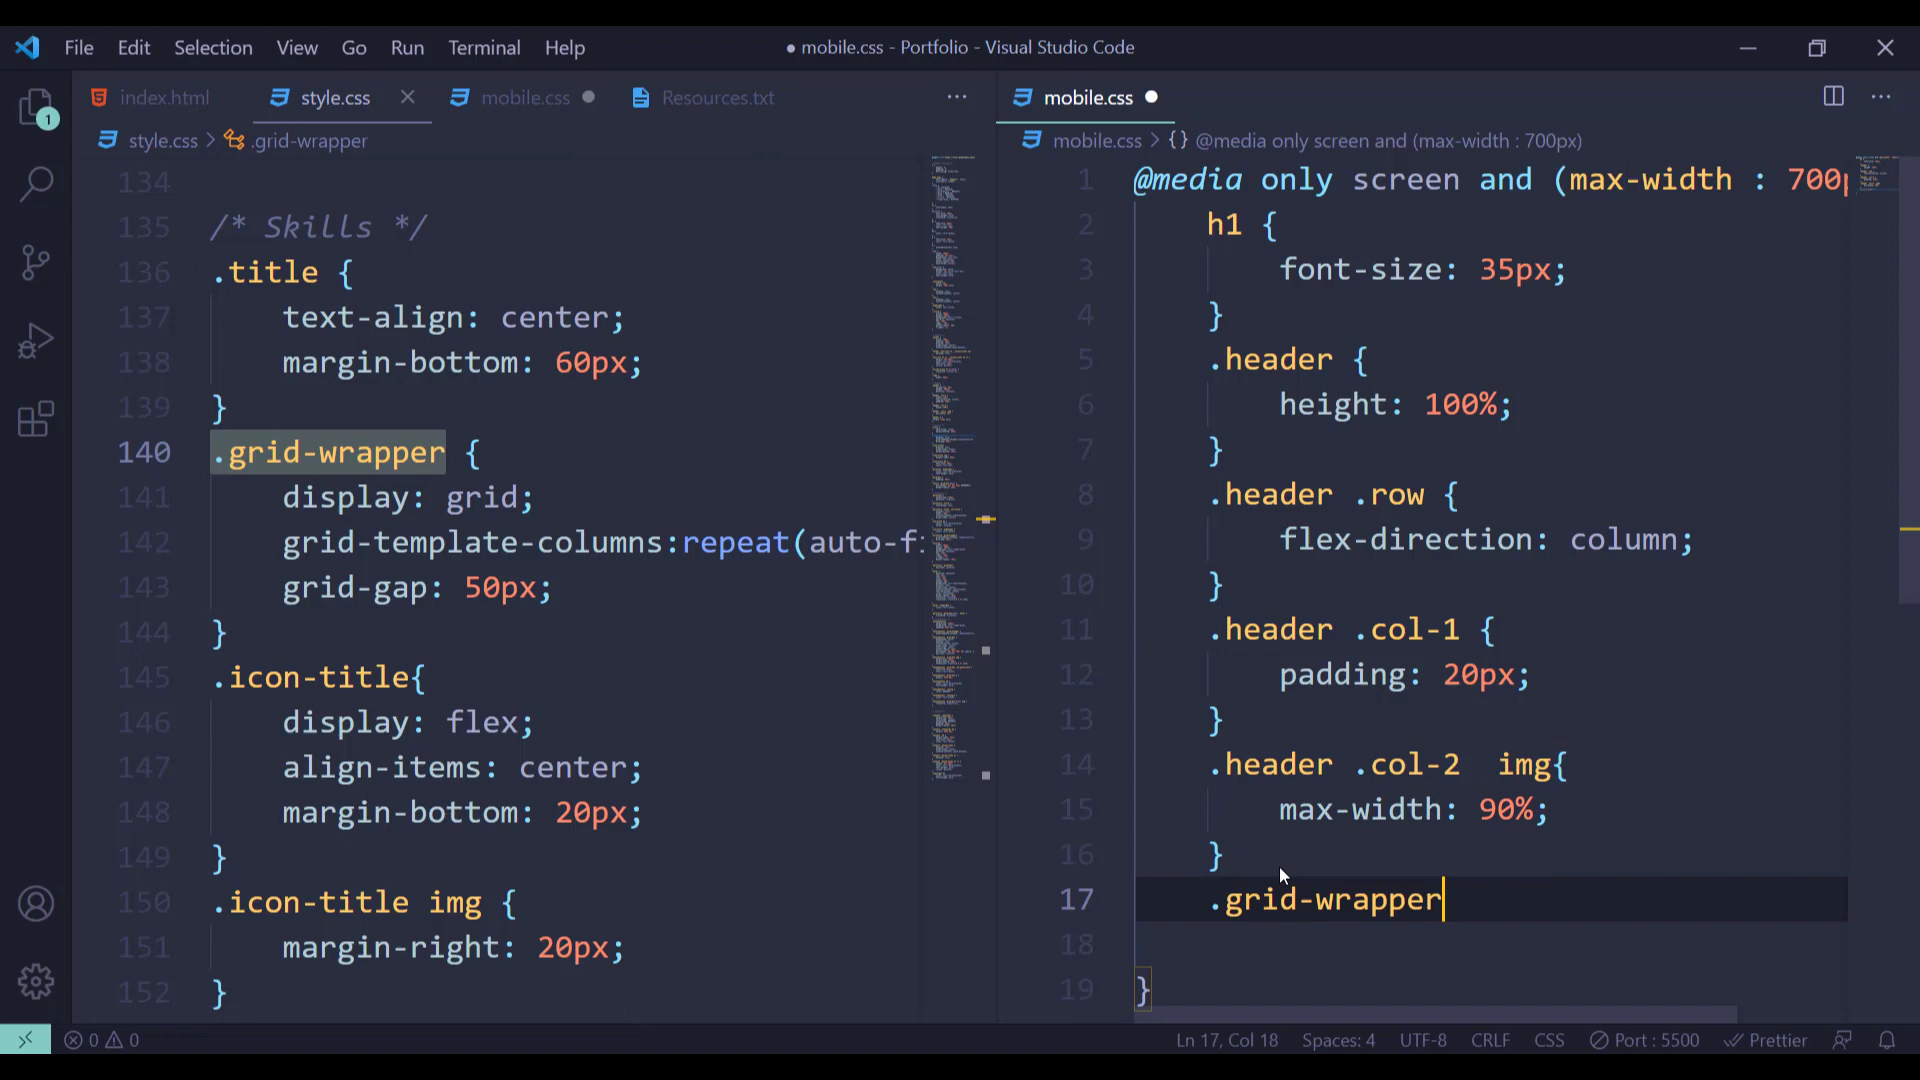 File Edit Selection View Go Run Terminal Help
● mobile.css - Portfolio - Visual Studio Code
1
index.html style.css mobile.css Resources.txt
style.css > .grid-wrapper
134
135 /* Skills */
136 .title {
137 text-align: center;
138 margin-bottom: 60px;
139 }
140 .grid-wrapper {
141 display: grid;
142 grid-template-columns:repeat(auto-f
143 grid-gap: 50px;
144 }
145 .icon-title{
146 display: flex;
147 align-items: center;
148 margin-bottom: 20px;
149 }
150 .icon-title img {
151 margin-right: 20px;
152 }
mobile.css
mobile.css > {} @media only screen and (max-width : 700px)
1 @media only screen and (max-width : 700p
2 h1 {
3 font-size: 35px;
4 }
5 .header {
6 height: 100%;
7 }
8 .header .row {
9 flex-direction: column;
10 }
11 .header .col-1 {
12 padding: 20px;
13 }
14 .header .col-2  img{
15 max-width: 90%;
16 }
17 .grid-wrapper
18
19 }
0 0
Ln 17, Col 18 Spaces: 4 UTF-8 CRLF CSS Port : 5500 Prettier